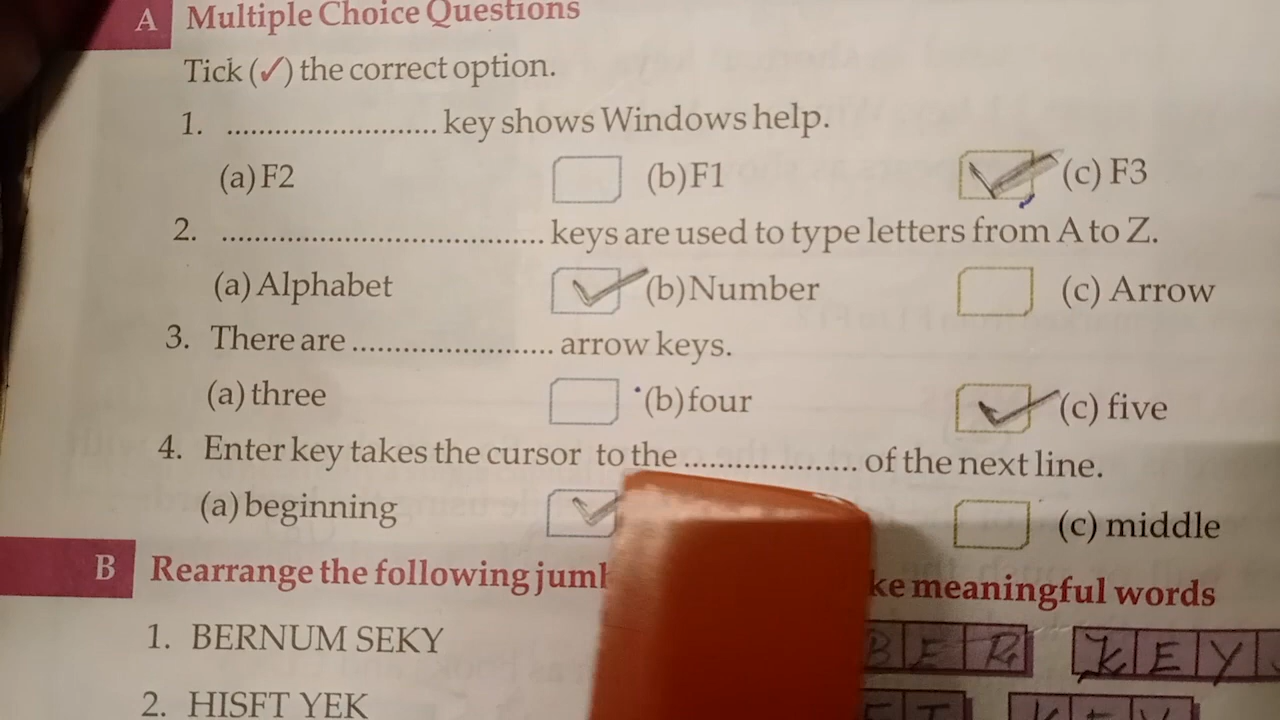 A Multiple Choice Questions
Tick (✓) the correct option.
1. ........................ key shows Windows help.
(a) F2 (b) F1 (c) F3
2. .................................... keys are used to type letters from A to Z.
(a) Alphabet (b) Number (c) Arrow
3. There are ....................... arrow keys.
(a) three (b) four (c) five
4. Enter key takes the cursor to the .................... of the next line.
(a) beginning (c) middle
B Rearrange the following meaningful words
1. BERNUM SEKY BER KEY
2. HISFT YEK